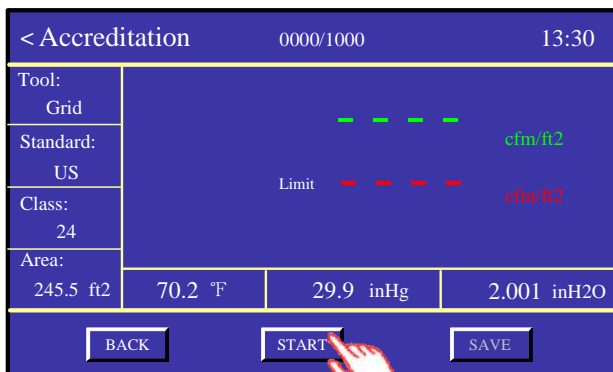 < Accreditation 0000/1000 13:30
Tool:
Grid
Standard:
US
Class:
24
Area:
245.5 ft2
- - - - cfm/ft2
Limit - - - - cfm/ft2
70.2 ℉ 29.9 inHg 2.001 inH2O
BACK START SAVE